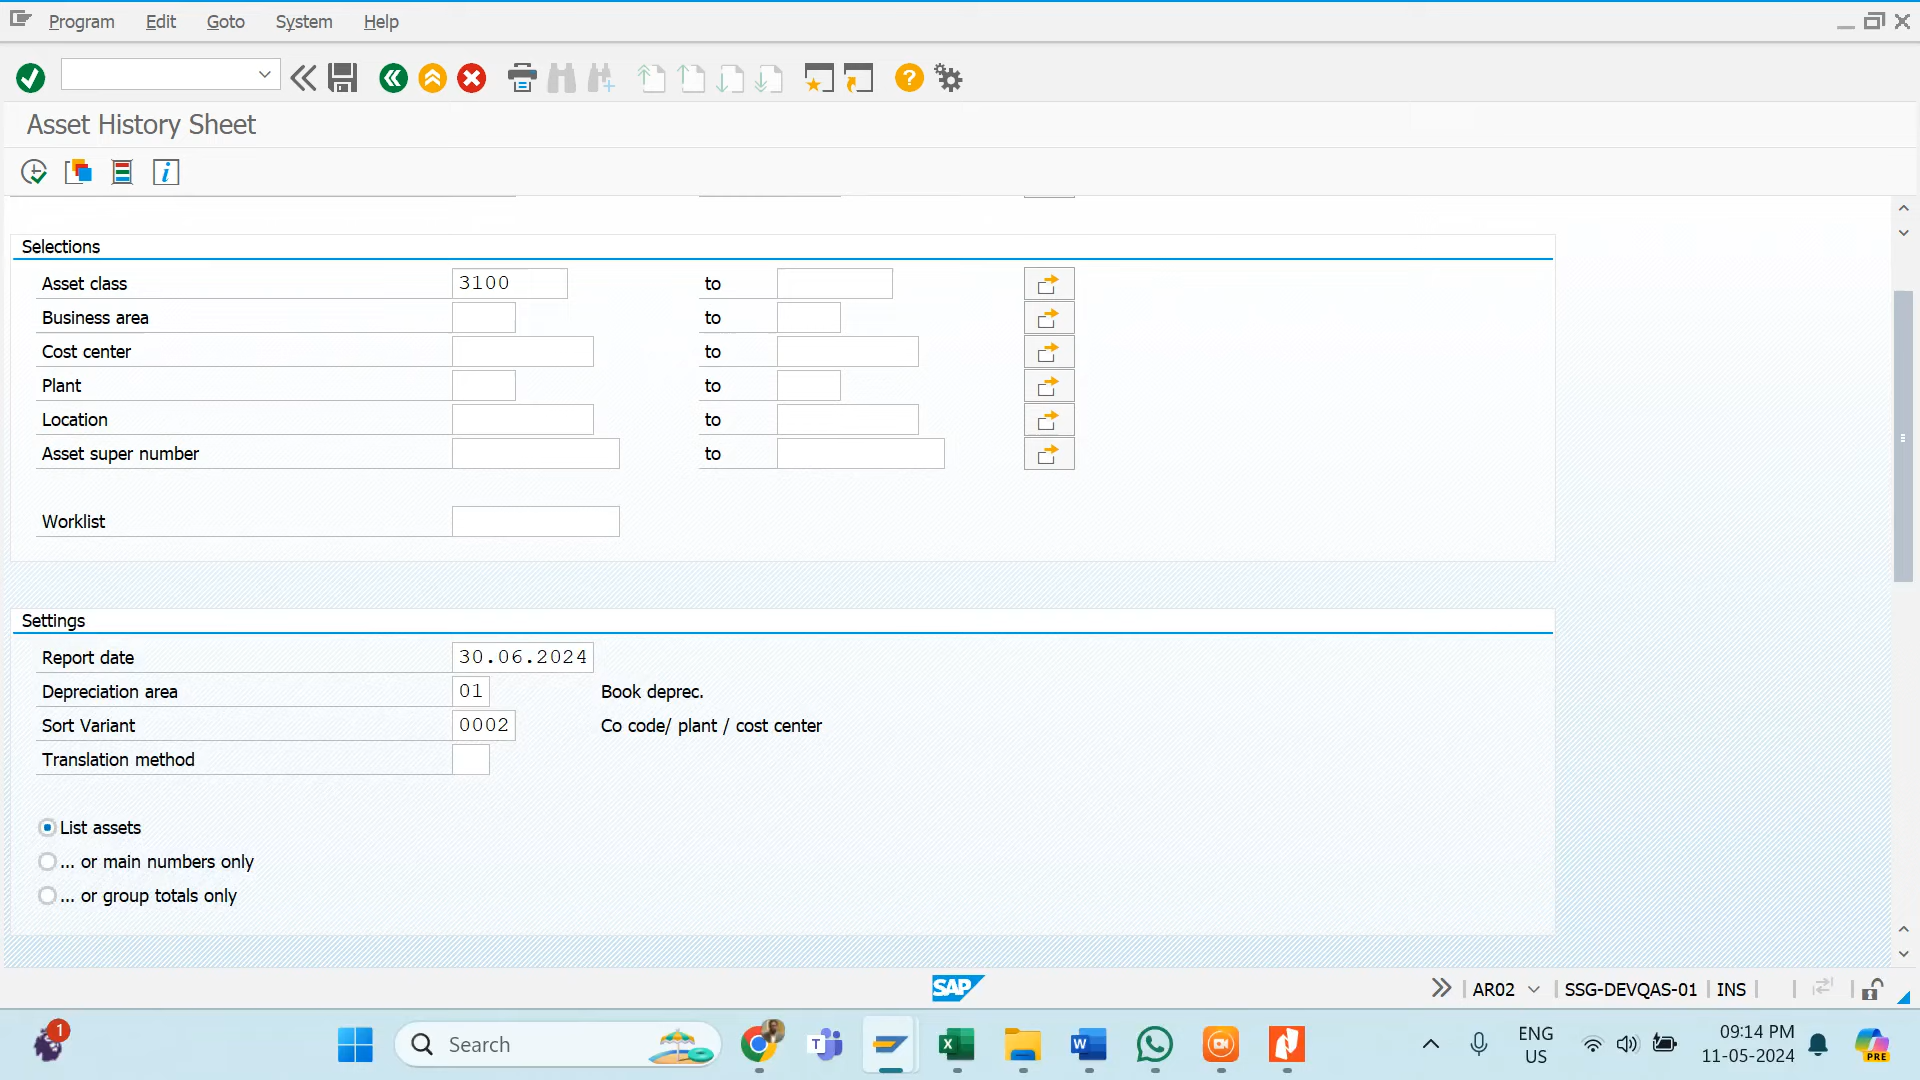 Program Edit Goto System Help
Asset History Sheet
Selections
Asset class 3100 to
Business area to
Cost center to
Plant to
Location to
Asset super number to
Worklist
Settings
Report date 30.06.2024
Depreciation area 01 Book deprec.
Sort Variant 0002 Co code/ plant / cost center
Translation method
List assets
... or main numbers only
... or group totals only
SAP AR02 SSG-DEVQAS-01 INS
1 Search ENG 09:14 PM
US 11-05-2024 PRE